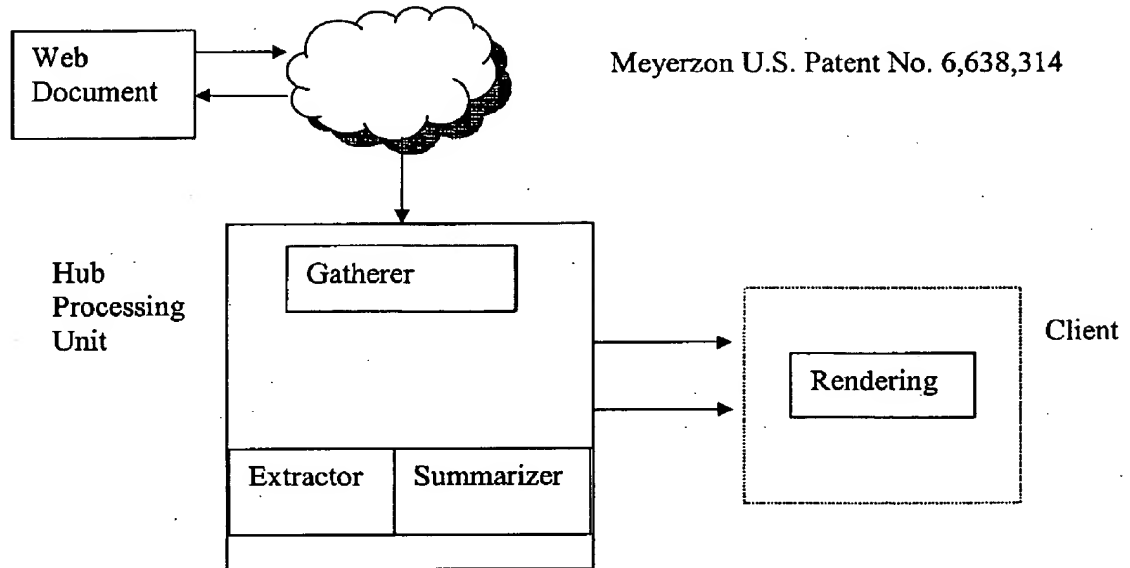 Web
Document
Meyerzon U.S. Patent No. 6,638,314
Hub
Processing
Unit
Gatherer
Client
Rendering
Extractor
Summarizer